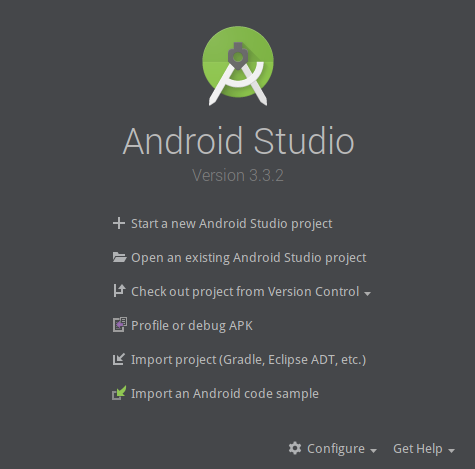 Android Studio
Version 3.3.2
Start a new Android Studio project
Open an existing Android Studio project
Check out project from Version Control
Profile or debug APK
Import project (Gradle, Eclipse ADT, etc.)
Import an Android code sample
Configure Get Help